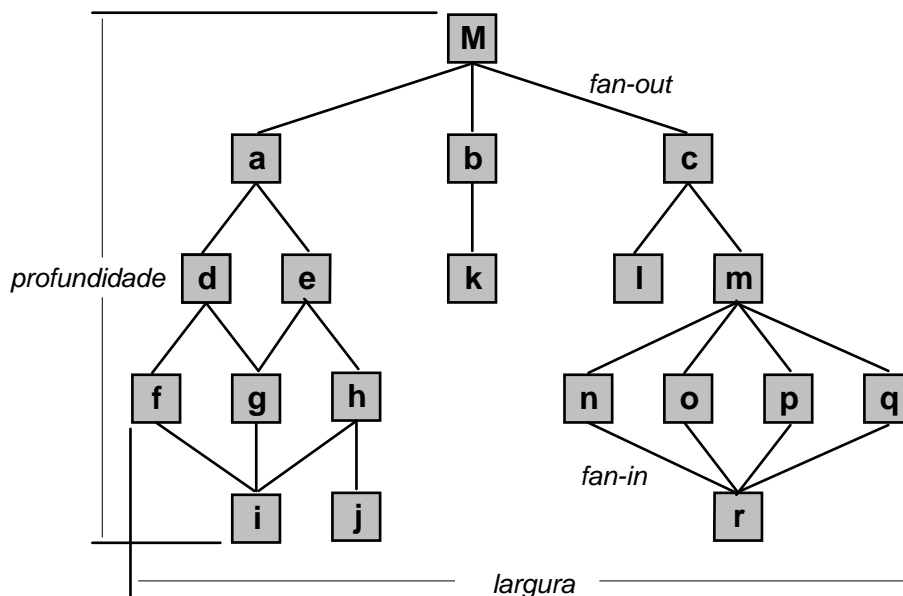 M
fan-out
a b c
profundidade d e k l m
f g h n o p q
fan-in
i j r
largura